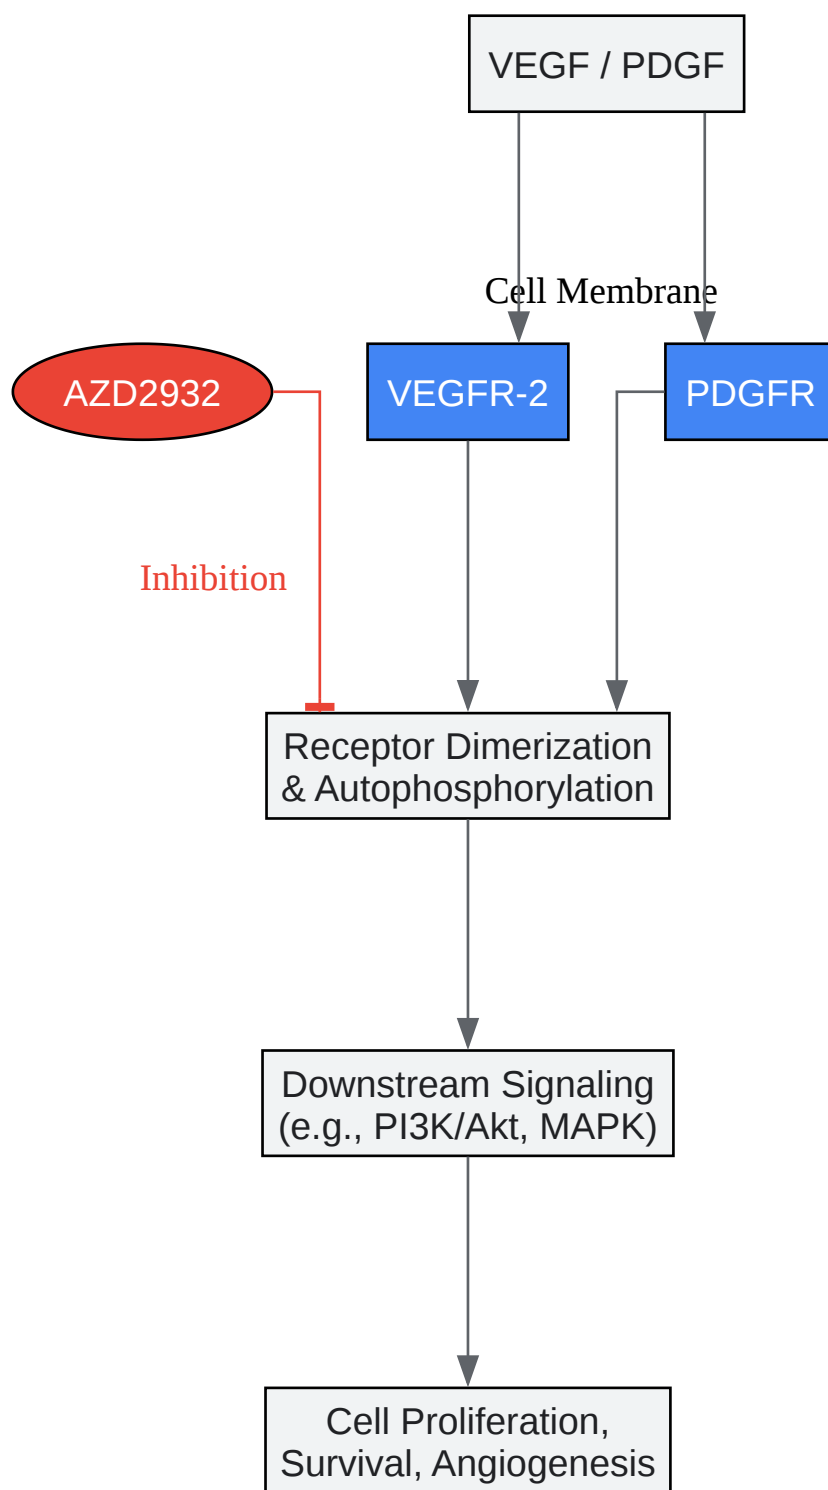 VEGF / PDGF
Cell Membrane
AZD2932
VEGFR-2
PDGFR
Inhibition
Receptor Dimerization
& Autophosphorylation
Downstream Signaling
(e.g., PI3K/Akt, MAPK)
Cell Proliferation,
Survival, Angiogenesis